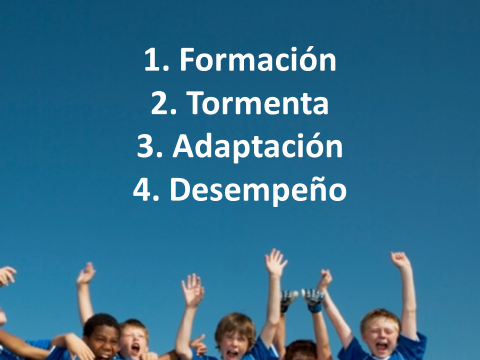 1. Formación
2. Tormenta
3. Adaptación
4. Desempeño